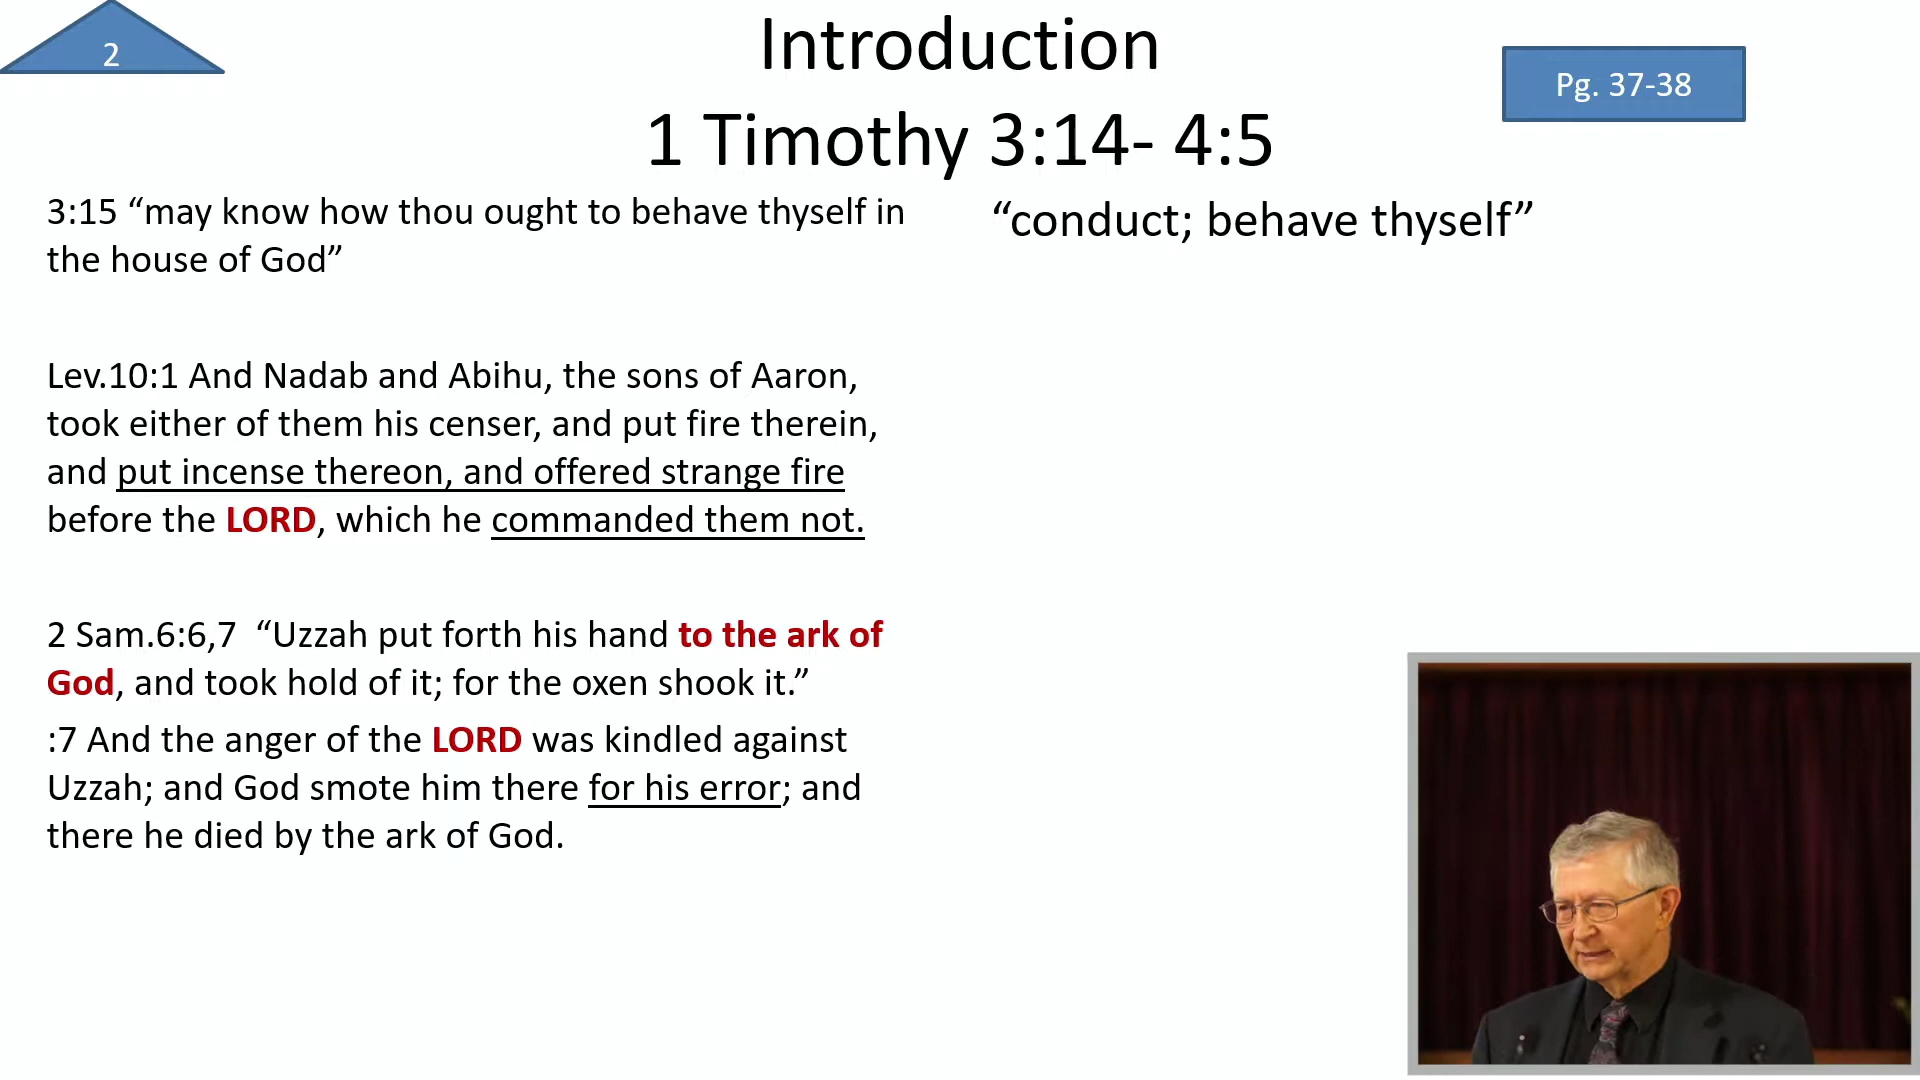 2
Introduction
1 Timothy 3:14- 4:5
Pg. 37-38
3:15 “may know how thou ought to behave thyself in
the house of God”
Lev.10:1 And Nadab and Abihu, the sons of Aaron,
took either of them his censer, and put fire therein,
and put incense thereon, and offered strange fire
before the LORD, which he commanded them not.
2 Sam.6:6,7  “Uzzah put forth his hand to the ark of
God, and took hold of it; for the oxen shook it.”
:7 And the anger of the LORD was kindled against
Uzzah; and God smote him there for his error; and
there he died by the ark of God.
“conduct; behave thyself”